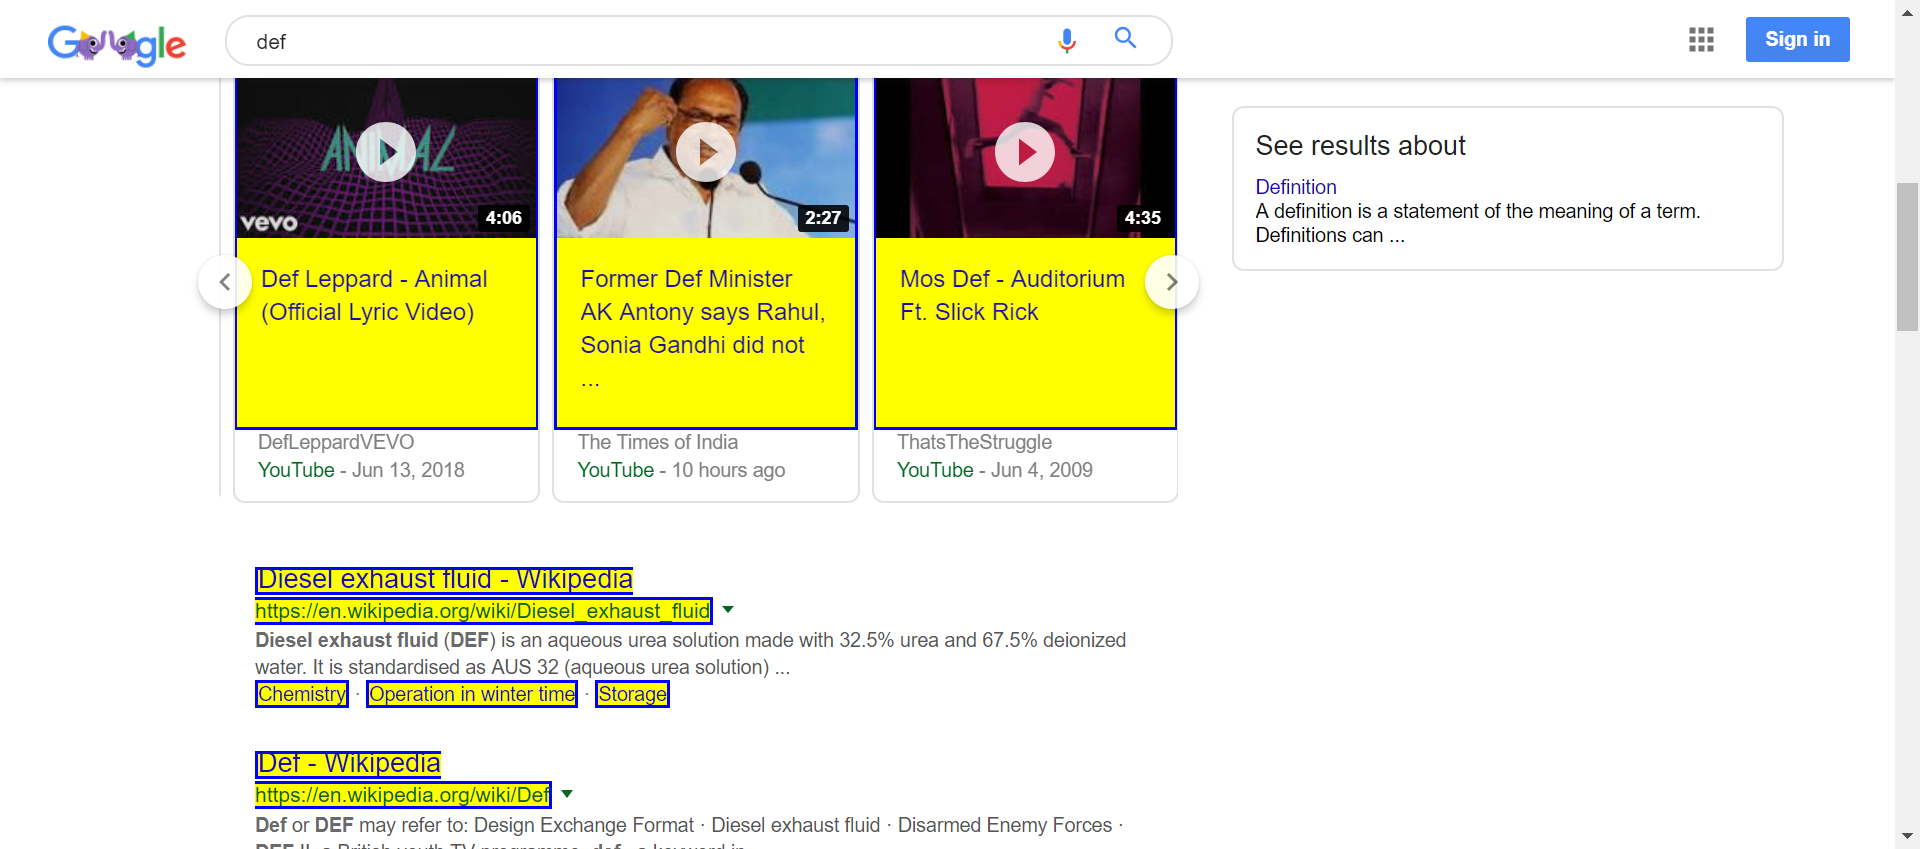 Google
def
Sign in
ANIMAL
vevo
4:06
2:27
4:35
Def Leppard - Animal
(Official Lyric Video)
DefLeppardVEVO
YouTube - Jun 13, 2018
Former Def Minister
AK Antony says Rahul,
Sonia Gandhi did not
...
The Times of India
YouTube - 10 hours ago
Mos Def - Auditorium
Ft. Slick Rick
ThatsTheStruggle
YouTube - Jun 4, 2009
See results about
Definition
A definition is a statement of the meaning of a term.
Definitions can ...
Diesel exhaust fluid - Wikipedia
https://en.wikipedia.org/wiki/Diesel_exhaust_fluid
Diesel exhaust fluid (DEF) is an aqueous urea solution made with 32.5% urea and 67.5% deionized
water. It is standardised as AUS 32 (aqueous urea solution) ...
Chemistry · Operation in winter time · Storage
Def - Wikipedia
https://en.wikipedia.org/wiki/Def
Def or DEF may refer to: Design Exchange Format · Diesel exhaust fluid · Disarmed Enemy Forces ·